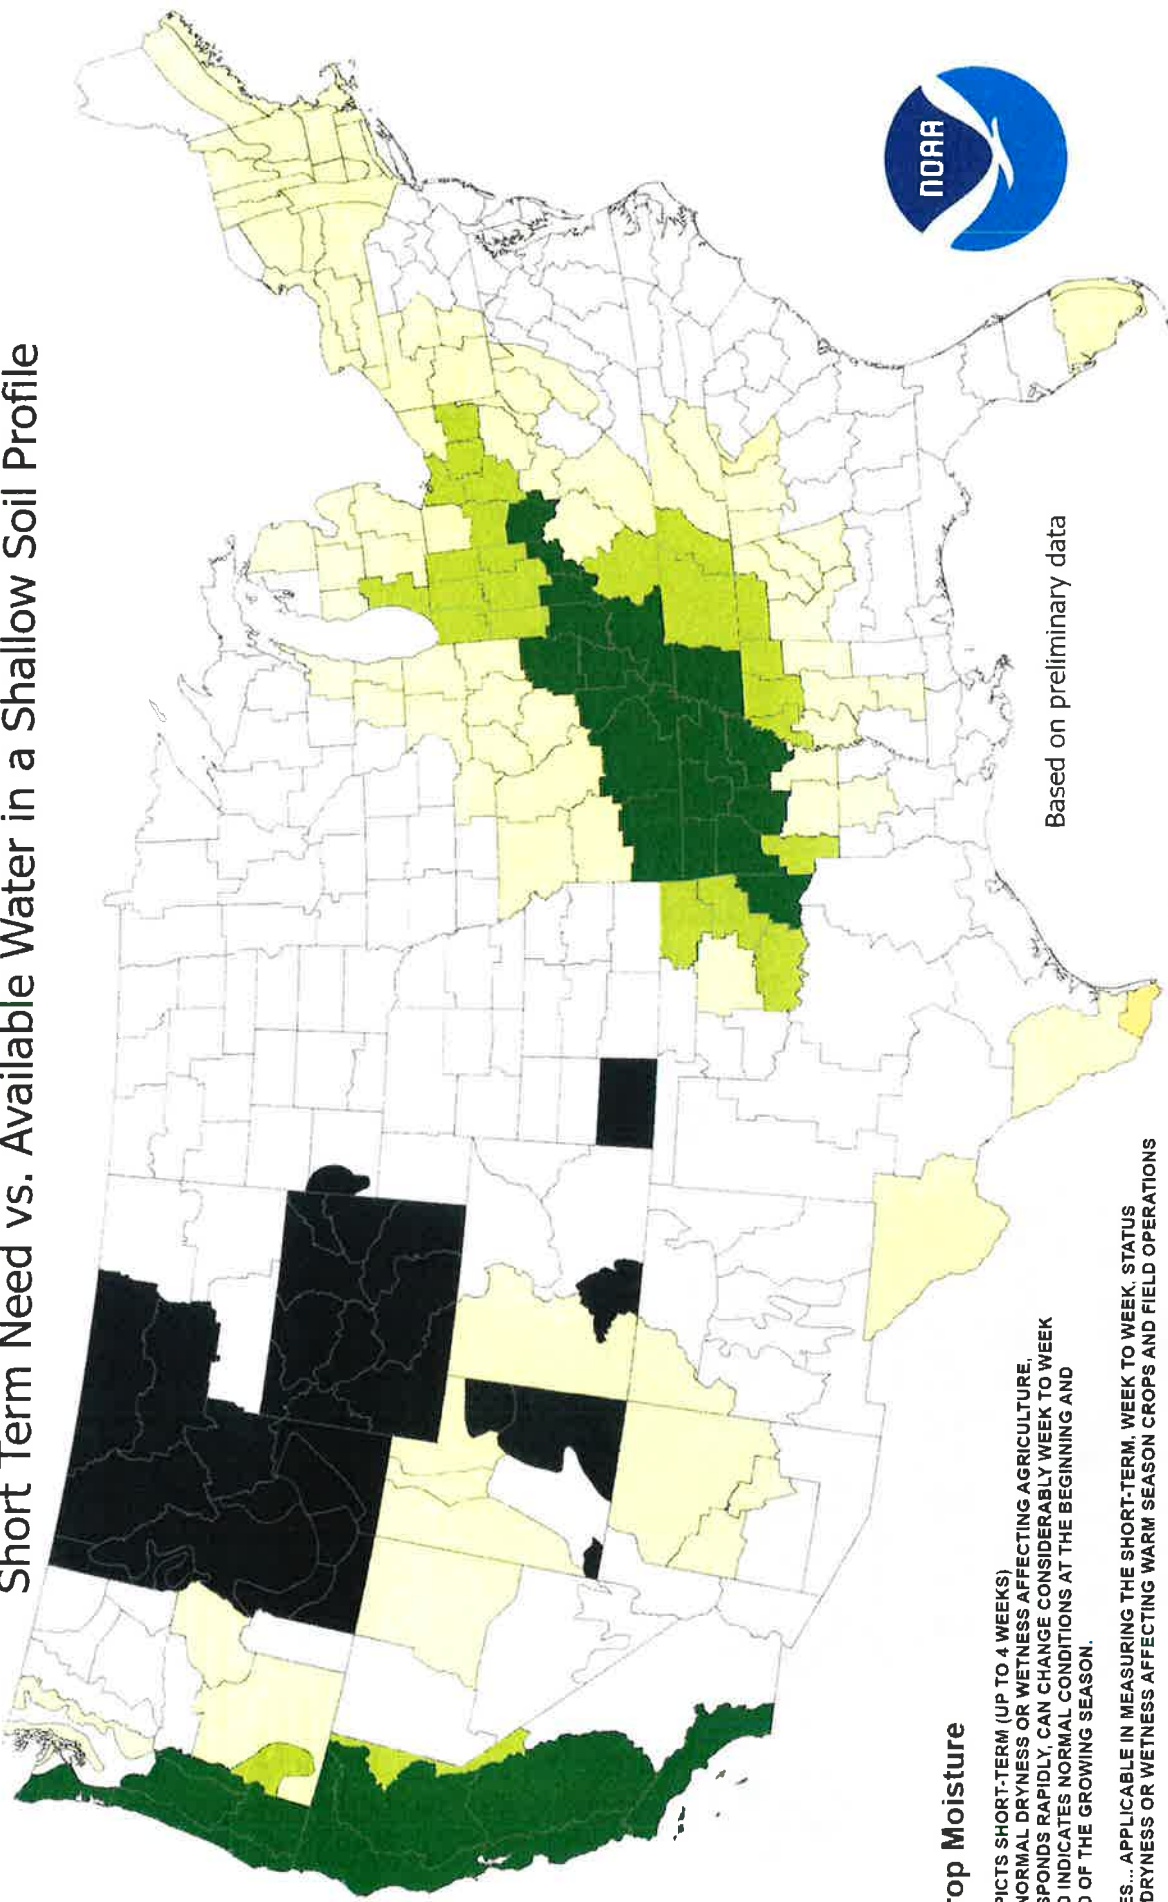 Short Term Need vs. Available Water in a Shallow Soil Profile
NOAA
Based on preliminary data
op Moisture
PICTS SHORT-TERM (UP TO 4 WEEKS)
NORMAL DRYNESS OR WETNESS AFFECTING AGRICULTURE,
SPONDS RAPIDLY, CAN CHANGE CONSIDERABLY WEEK TO WEEK
D INDICATES NORMAL CONDITIONS AT THE BEGINNING AND
D OF THE GROWING SEASON.
ES... APPLICABLE IN MEASURING THE SHORT-TERM, WEEK TO WEEK, STATUS
DRYNESS OR WETNESS AFFECTING WARM SEASON CROPS AND FIELD OPERATIONS